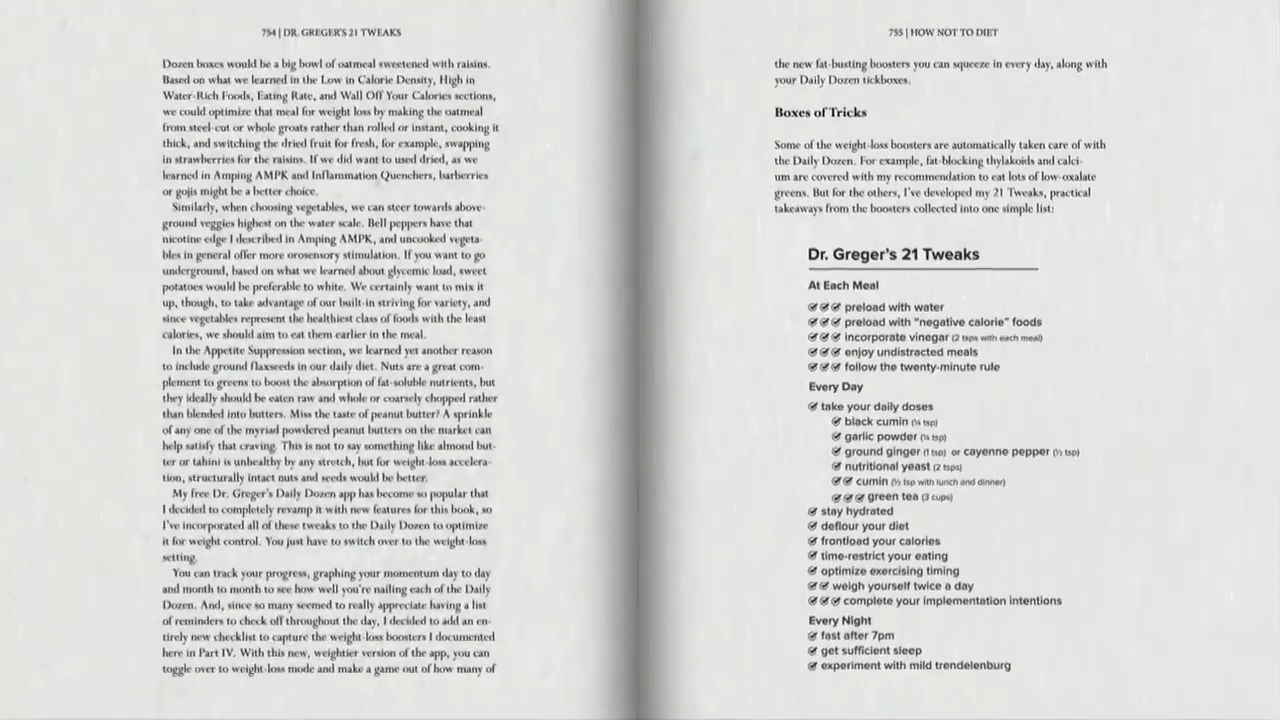 754 | DR. GREGER'S 21 TWEAKS
Dozen boxes would be a big bowl of oatmeal sweetened with raisins.
Based on what we learned in the Low in Calorie Density, High in
Water-Rich Foods, Eating Rate, and Wall Off Your Calories sections,
we could optimize that meal for weight loss by making the oatmeal
from steel-cut or whole groats rather than rolled or instant, cooking it
thick, and switching the dried fruit for fresh, for example, swapping
in strawberries for the raisins. If we did want to used dried, as we
learned in Amping AMPK and Inflammation Quenchers, barberries
or gojis might be a better choice.
Similarly, when choosing vegetables, we can steer towards above-
ground veggies highest on the water scale. Bell peppers have that
nicotine edge I described in Amping AMPK, and uncooked vegeta-
bles in general offer more orosensory stimulation. If you want to go
underground, based on what we learned about glycemic load, sweet
potatoes would be preferable to white. We certainly want to mix it
up, though, to take advantage of our built-in striving for variety, and
since vegetables represent the healthiest class of foods with the least
calories, we should aim to eat them earlier in the meal.
In the Appetite Suppression section, we learned yet another reason
to include ground flaxseeds in our daily diet. Nuts are a great com-
plement to greens to boost the absorption of fat-soluble nutrients, but
they ideally should be eaten raw and whole or coarsely chopped rather
than blended into butters. Miss the taste of peanut butter? A sprinkle
of any one of the myriad powdered peanut butters on the market can
help satisfy that craving. This is not to say something like almond but-
ter or tahini is unhealthy by any stretch, but for weight-loss accelera-
tion, structurally intact nuts and seeds would be better.
My free Dr. Greger's Daily Dozen app has become so popular that
I decided to completely revamp it with new features for this book, so
I've incorporated all of these tweaks to the Daily Dozen to optimize
it for weight control. You just have to switch over to the weight-loss
setting.
You can track your progress, graphing your momentum day to day
and month to month to see how well you're nailing each of the Daily
Dozen. And, since so many seemed to really appreciate having a list
of reminders to check off throughout the day, I decided to add an en-
tirely new checklist to capture the weight-loss boosters I documented
here in Part IV. With this new, weightier version of the app, you can
toggle over to weight-loss mode and make a game out of how many of
755 | HOW NOT TO DIET
the new fat-busting boosters you can squeeze in every day, along with
your Daily Dozen tickboxes.
Boxes of Tricks
Some of the weight-loss boosters are automatically taken care of with
the Daily Dozen. For example, fat-blocking thylakoids and calci-
um are covered with my recommendation to eat lots of low-oxalate
greens. But for the others, I've developed my 21 Tweaks, practical
takeaways from the boosters collected into one simple list:
Dr. Greger's 21 Tweaks
At Each Meal
preload with water
preload with "negative calorie" foods
incorporate vinegar (2 tsps with each meal)
enjoy undistracted meals
follow the twenty-minute rule
Every Day
take your daily doses
black cumin (¼ tsp)
garlic powder (¼ tsp)
ground ginger (1 tsp) or cayenne pepper (½ tsp)
nutritional yeast (2 tsps)
cumin (½ tsp with lunch and dinner)
green tea (3 cups)
stay hydrated
deflour your diet
frontload your calories
time-restrict your eating
optimize exercising timing
weigh yourself twice a day
complete your implementation intentions
Every Night
fast after 7pm
get sufficient sleep
experiment with mild trendelenburg